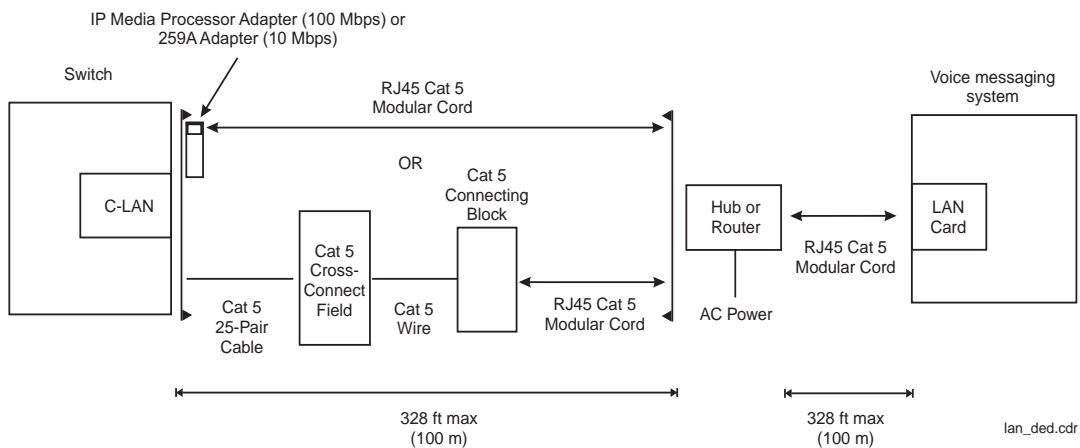 IP Media Processor Adapter (100 Mbps) or
259A Adapter (10 Mbps)
Switch
RJ45 Cat 5
Modular Cord
Voice messaging
system
OR
C-LAN
Cat 5
Connecting
Block
Hub or
Router
LAN
Card
Cat 5
Cross-
Connect
Field
RJ45 Cat 5
Modular Cord
Cat 5
25-Pair
Cable
Cat 5
Wire
RJ45 Cat 5
Modular Cord
AC Power
328 ft max
(100 m)
328 ft max
(100 m)
lan_ded.cdr